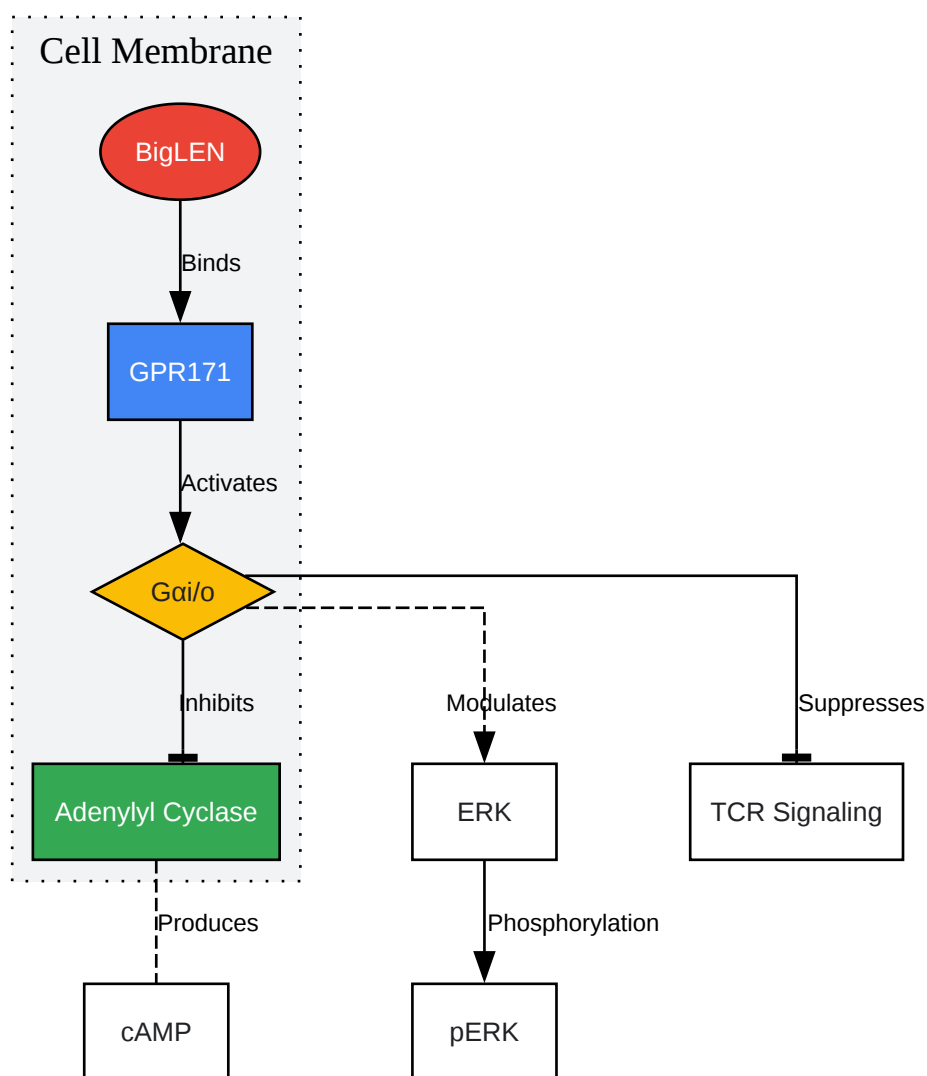 Cell Membrane
BigLEN
Binds
GPR171
Activates
Gαi/o
Inhibits
Modulates
Suppresses
Adenylyl Cyclase
ERK
TCR Signaling
Produces
Phosphorylation
cAMP
pERK